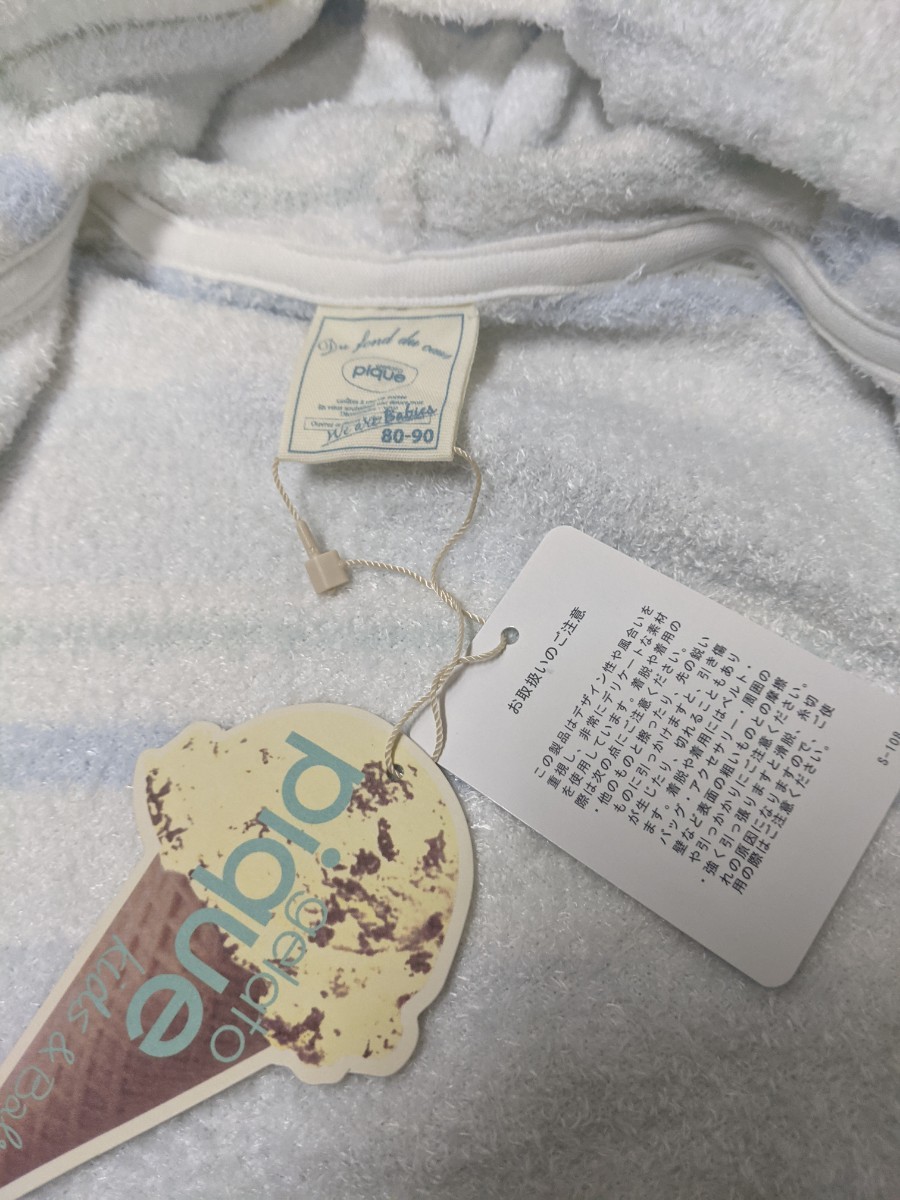 Du fond du cœur
gelato
pique
We are Babies
80-90
お取扱いのご注意
この製品はデザイン性や風合いを
重視し、非常にデリケートな素材
を使用しています。着脱や着用の
際は次の点にご注意ください。
・他のものと擦ったり、先の鋭い
ものに引っかけますと、引き傷
が生じたり、切れることもあり
ます。着脱や着用にはベルト・
バッグ・アクセサリー・周囲の
壁など表面の粗いものとの摩擦
や引っかかりにご注意ください。
・強く引っ張りますと滑脱、糸切
れの原因になりますので、ご使
用の際はご注意ください。
S-108
gelato
pique
kids & Bab